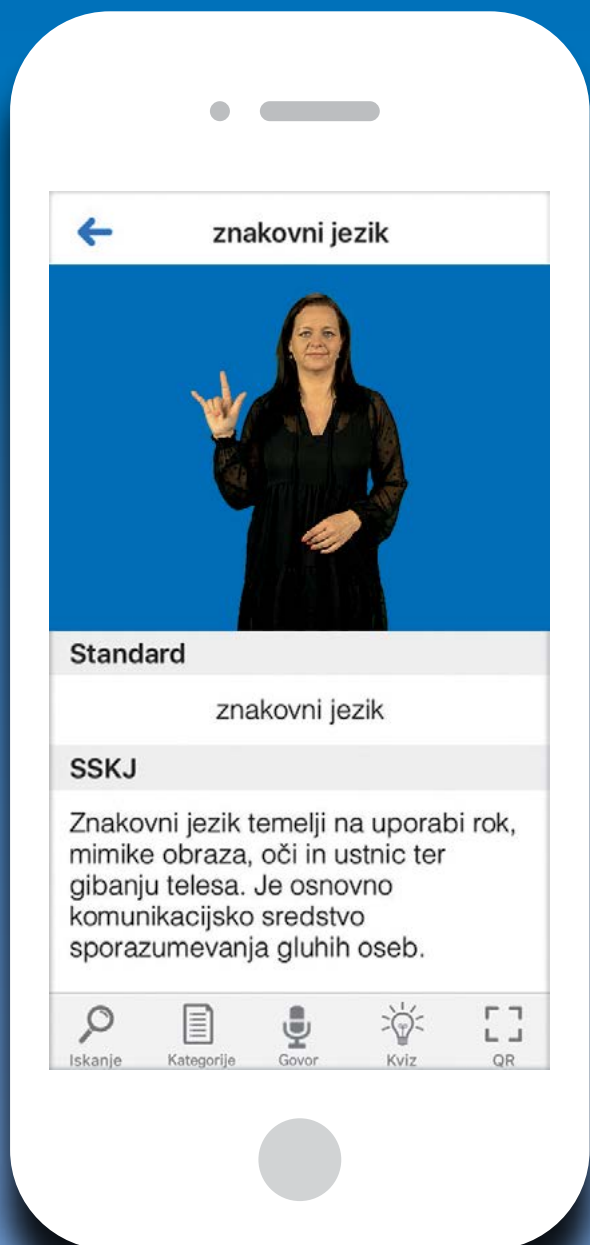 znakovni jezik
Standard
znakovni jezik
SSKJ
Znakovni jezik temelji na uporabi rok,
mimike obraza, oči in ustnic ter
gibanju telesa. Je osnovno
komunikacijsko sredstvo
sporazumevanja gluhih oseb.
Iskanje Kategorije Govor Kviz QR